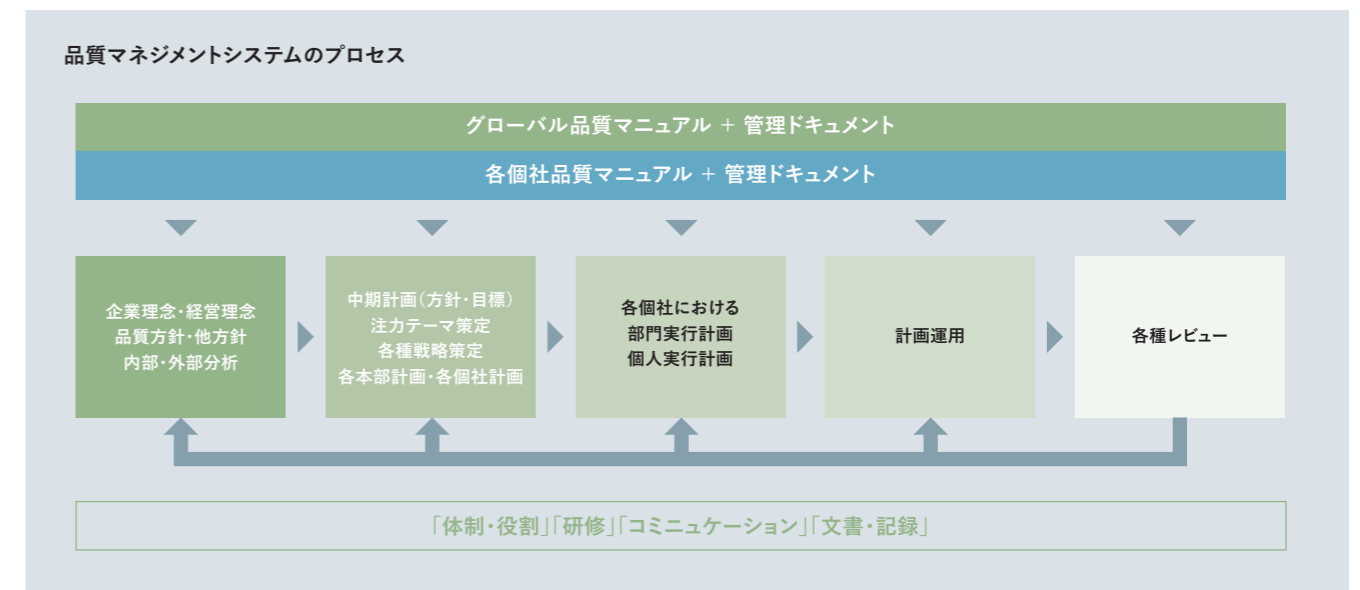 品質マネジメントシステムのプロセス
グローバル品質マニュアル + 管理ドキュメント
各個社品質マニュアル + 管理ドキュメント
企業理念・経営理念
品質方針・他方針
内部・外部分析
中期計画(方針・目標)
注力テーマ策定
各種戦略策定
各本部計画・各個社計画
各個社における
部門実行計画
個人実行計画
計画運用
各種レビュー
「体制・役割」「研修」「コミニュケーション」「文書・記録」